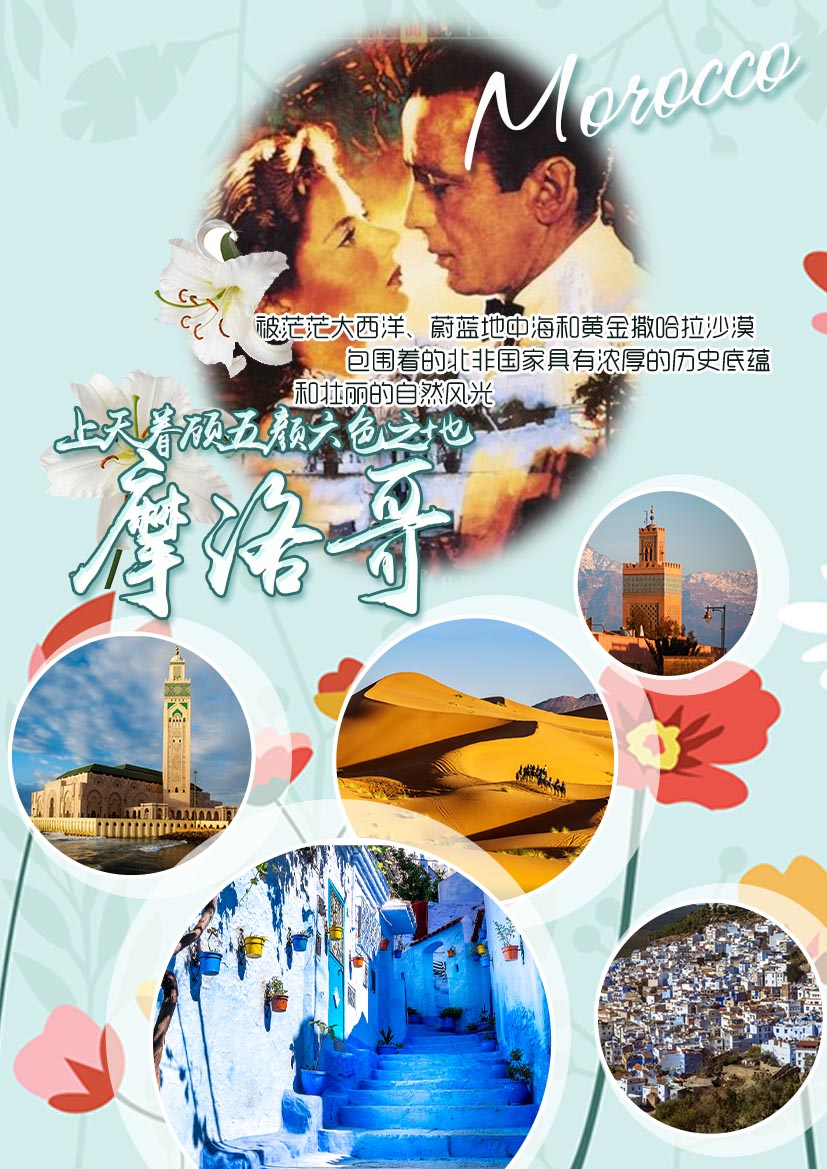 Morocco
被茫茫大西洋、蔚蓝地中海和黄金撒哈拉沙漠
包围着的北非国家具有浓厚的历史底蕴
和壮丽的自然风光
上天着顾五颜六色之地
摩洛哥